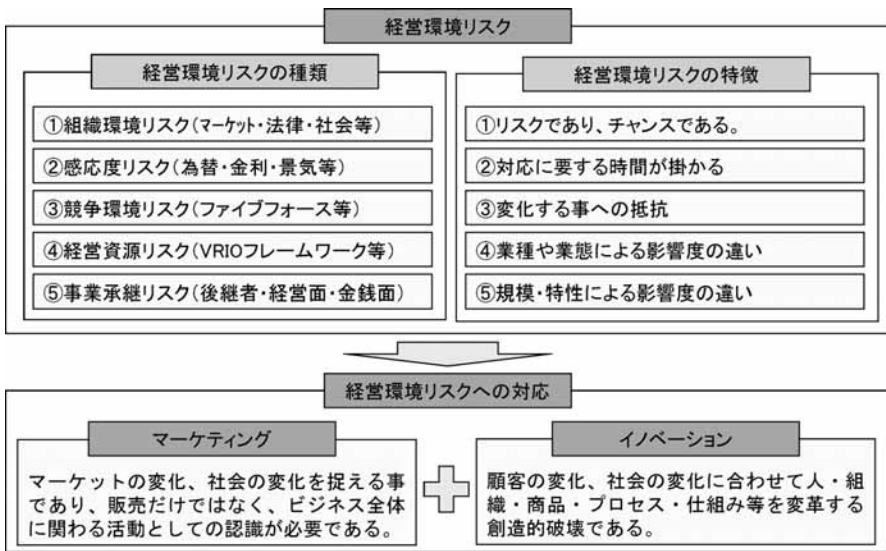 経営環境リスク
経営環境リスクの種類
①組織環境リスク(マーケット・法律・社会等)
②感応度リスク(為替・金利・景気等)
③競争環境リスク(ファイブフォース等)
④経営資源リスク(VRIOフレームワーク等)
⑤事業承継リスク(後継者・経営面・金銭面)
経営環境リスクの特徴
①リスクであり、チャンスである。
②対応に要する時間が掛かる
③変化する事への抵抗
④業種や業態による影響度の違い
⑤規模・特性による影響度の違い
経営環境リスクへの対応
マーケティング
マーケットの変化、社会の変化を捉える事
であり、販売だけではなく、ビジネス全体
に関わる活動としての認識が必要である。
イノベーション
顧客の変化、社会の変化に合わせて人・組
織・商品・プロセス・仕組み等を変革する
創造的破壊である。